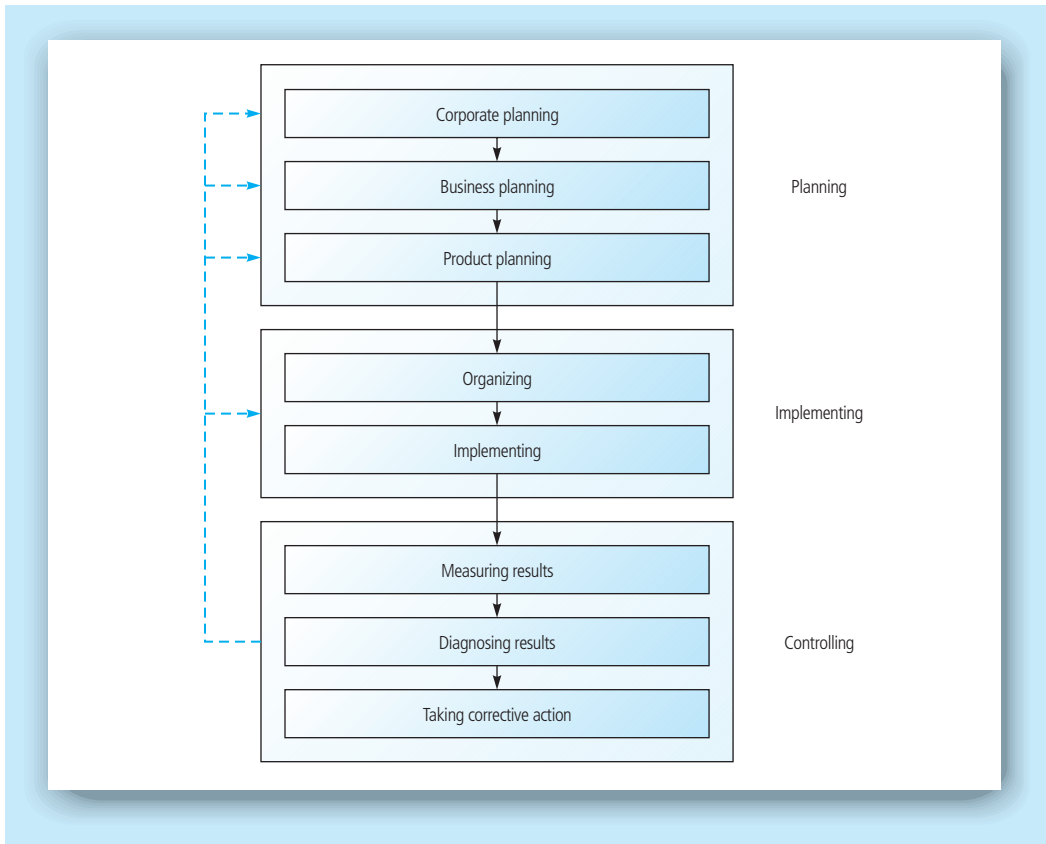 Corporate planning
Business planning
Product planning
Planning
Organizing
Implementing
Implementing
Measuring results
Diagnosing results
Taking corrective action
Controlling